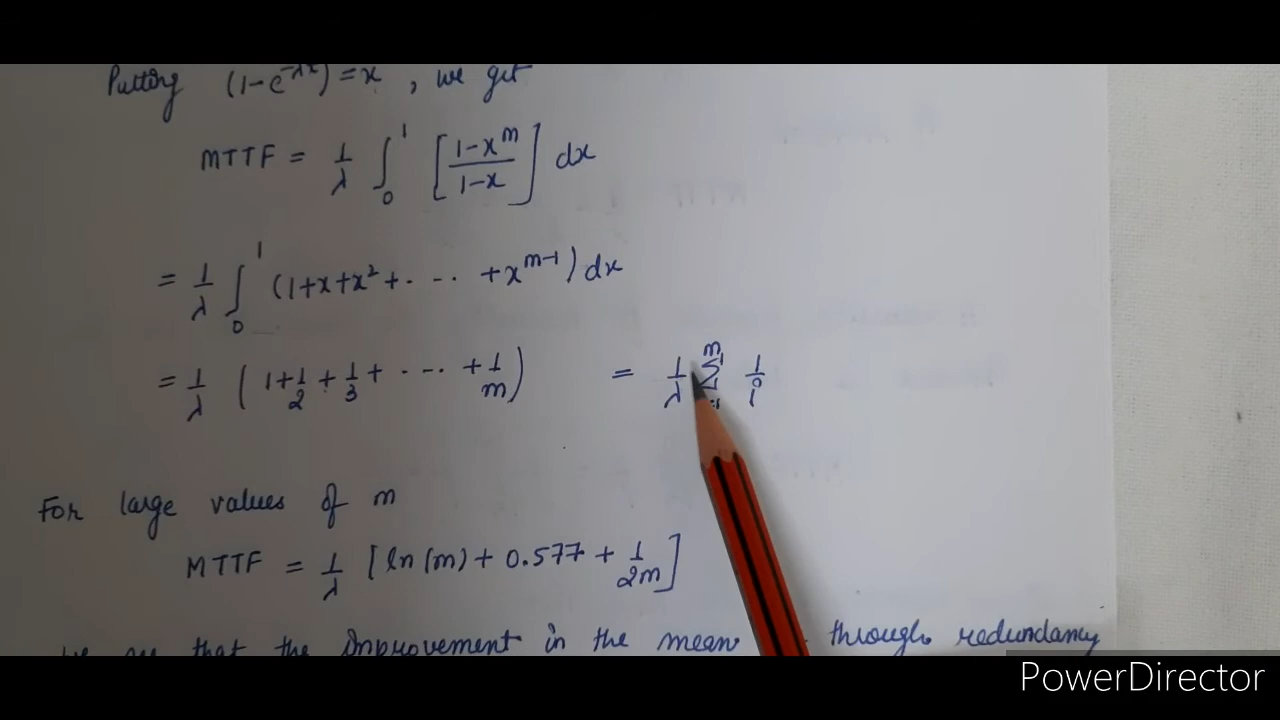 Putting (1-e^-λx) = x , we get
MTTF = 1/λ ∫₀¹ [1-x^m / 1-x] dx
= 1/λ ∫₀¹ (1+x+x²+ . - .. +x^m-1) dx
= 1/λ (1+1/2+1/3+ . - .. +1/m) = 1/λ Σ^m 1/i
For large values of m
MTTF = 1/λ [ln(m) + 0.577 + 1/2m]
that the improvement in the mean through redundancy
PowerDirector